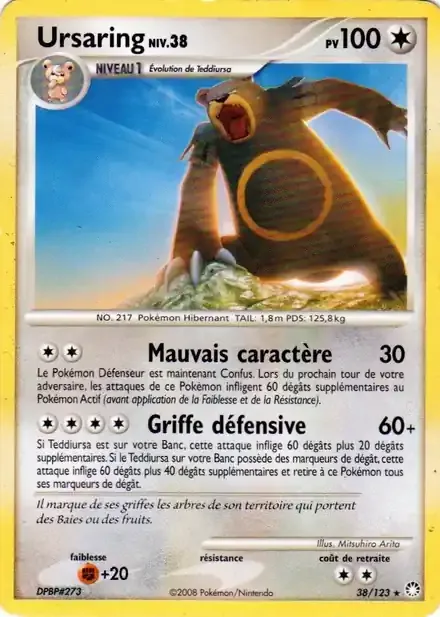 Ursaring NIV.38
PV 100
NIVEAU 1 Évolution de Teddiursa
NO. 217 Pokémon Hibernant TAIL: 1,8m PDS: 125,8kg
Mauvais caractère 30
Le Pokémon Défenseur est maintenant Confus. Lors du prochain tour de votre
adversaire, les attaques de ce Pokémon infligent 60 dégâts supplémentaires au
Pokémon Actif (avant application de la Faiblesse et de la Résistance).
Griffe défensive 60+
Si Teddiursa est sur votre Banc, cette attaque inflige 60 dégâts plus 20 dégâts
supplémentaires. Si le Teddiursa sur votre Banc possède des marqueurs de dégât, cette
attaque inflige 60 dégâts plus 40 dégâts supplémentaires et retire à ce Pokémon tous
ses marqueurs de dégât.
Il marque de ses griffes les arbres de son territoire qui portent
des Baies ou des fruits.
Illus. Mitsuhiro Arita
faiblesse résistance coût de retraite
+20
DPBP#273 ©2008 Pokémon/Nintendo 38/123 ★